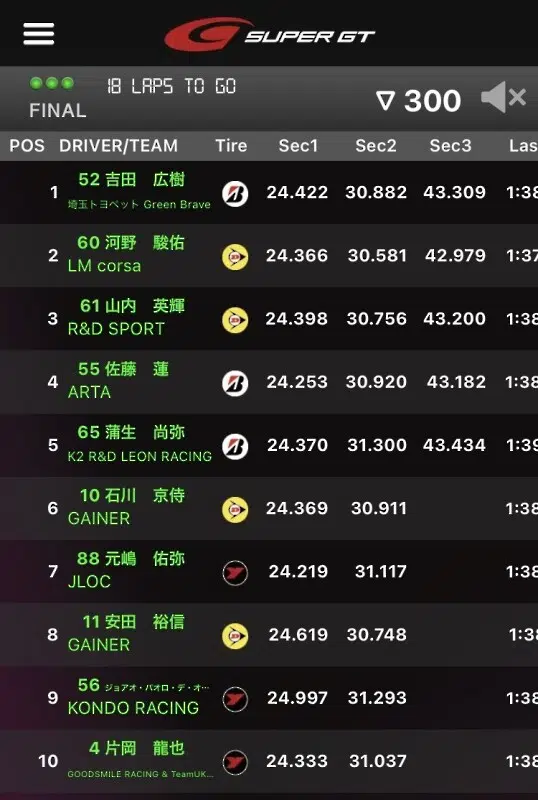 SUPER GT
18 LAPS TO GO
FINAL
▽ 300
POS DRIVER/TEAM Tire Sec1 Sec2 Sec3 Las
1 52 吉田 広樹 24.422 30.882 43.309 1:38
埼玉トヨペット Green Brave
2 60 河野 駿佑 24.366 30.581 42.979 1:37
LM corsa
3 61 山内 英輝 24.398 30.756 43.200 1:38
R&D SPORT
4 55 佐藤 蓮 24.253 30.920 43.182 1:38
ARTA
5 65 蒲生 尚弥 24.370 31.300 43.434 1:39
K2 R&D LEON RACING
6 10 石川 京侍 24.369 30.911 1:38
GAINER
7 88 元嶋 佑弥 24.219 31.117 1:38
JLOC
8 11 安田 裕信 24.619 30.748 1:38
GAINER
9 56 ジョアオ・パオロ・デ・オ… 24.997 31.293 1:38
KONDO RACING
10 4 片岡 龍也 24.333 31.037 1:38
GOODSMILE RACING & TeamUK...